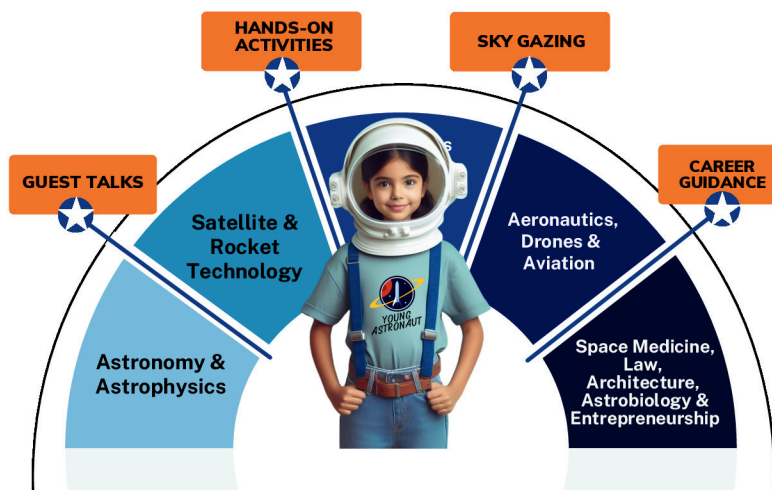 HANDS-ON
ACTIVITIES
SKY GAZING
GUEST TALKS
CAREER
GUIDANCE
Satellite &
Rocket
Technology
Aeronautics,
Drones &
Aviation
Astronomy &
Astrophysics
Space Medicine,
Law,
Architecture,
Astrobiology &
Entrepreneurship
YOUNG
ASTRONAUT